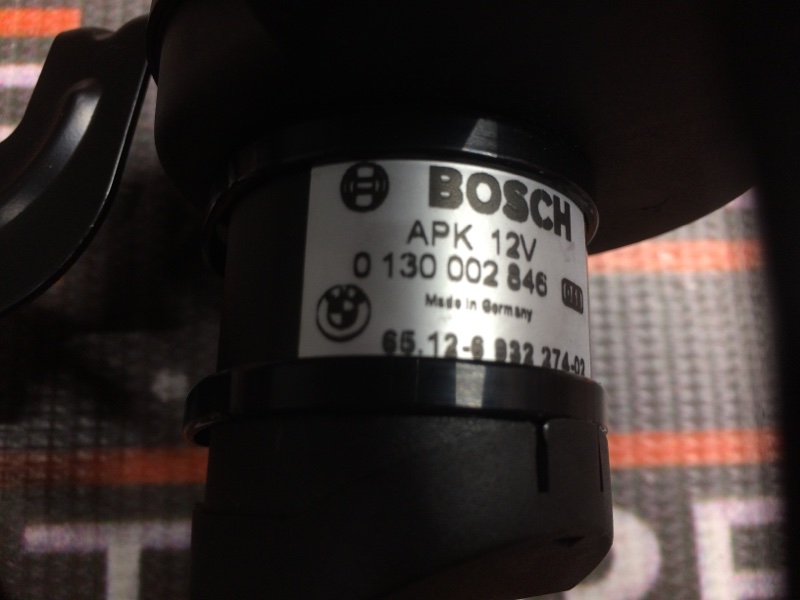 BOSCH
APK 12V
0 130 002 846
Made in Germany
65.12-6 932 274-02